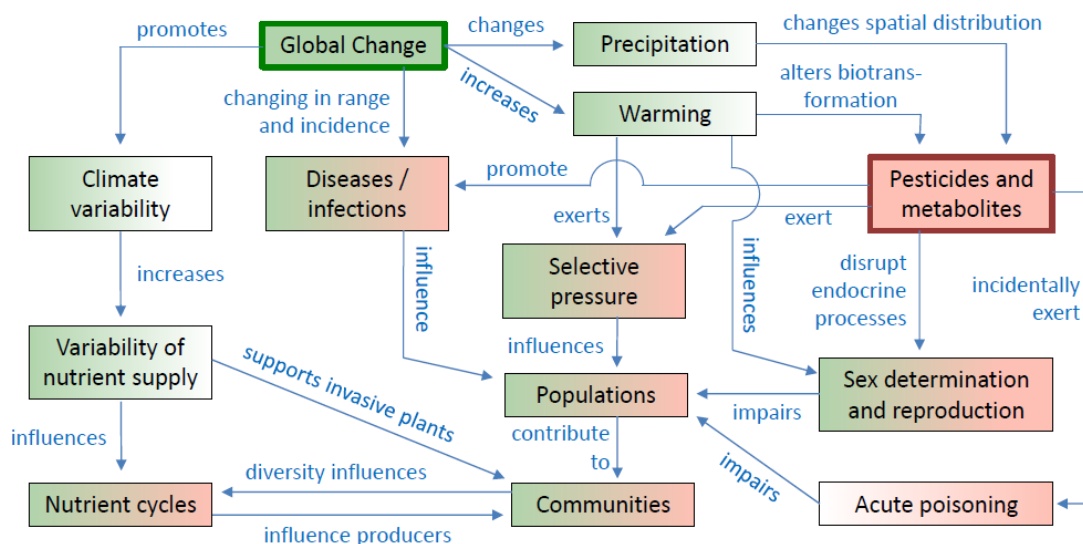 promotes
Global Change
changes
Precipitation
changes spatial distribution
increases
alters biotrans-
formation
changing in range
and incidence
Warming
Climate
variability
Diseases /
infections
promote
Pesticides and
metabolites
exerts
exert
increases
influence
Selective
pressure
influences
disrupt
endocrine
processes
incidentally
exert
Variability of
nutrient supply
supports invasive plants
influences
Populations
impairs
Sex determination
and reproduction
influences
contribute
to
diversity influences
impairs
Nutrient cycles
Communities
Acute poisoning
influence producers